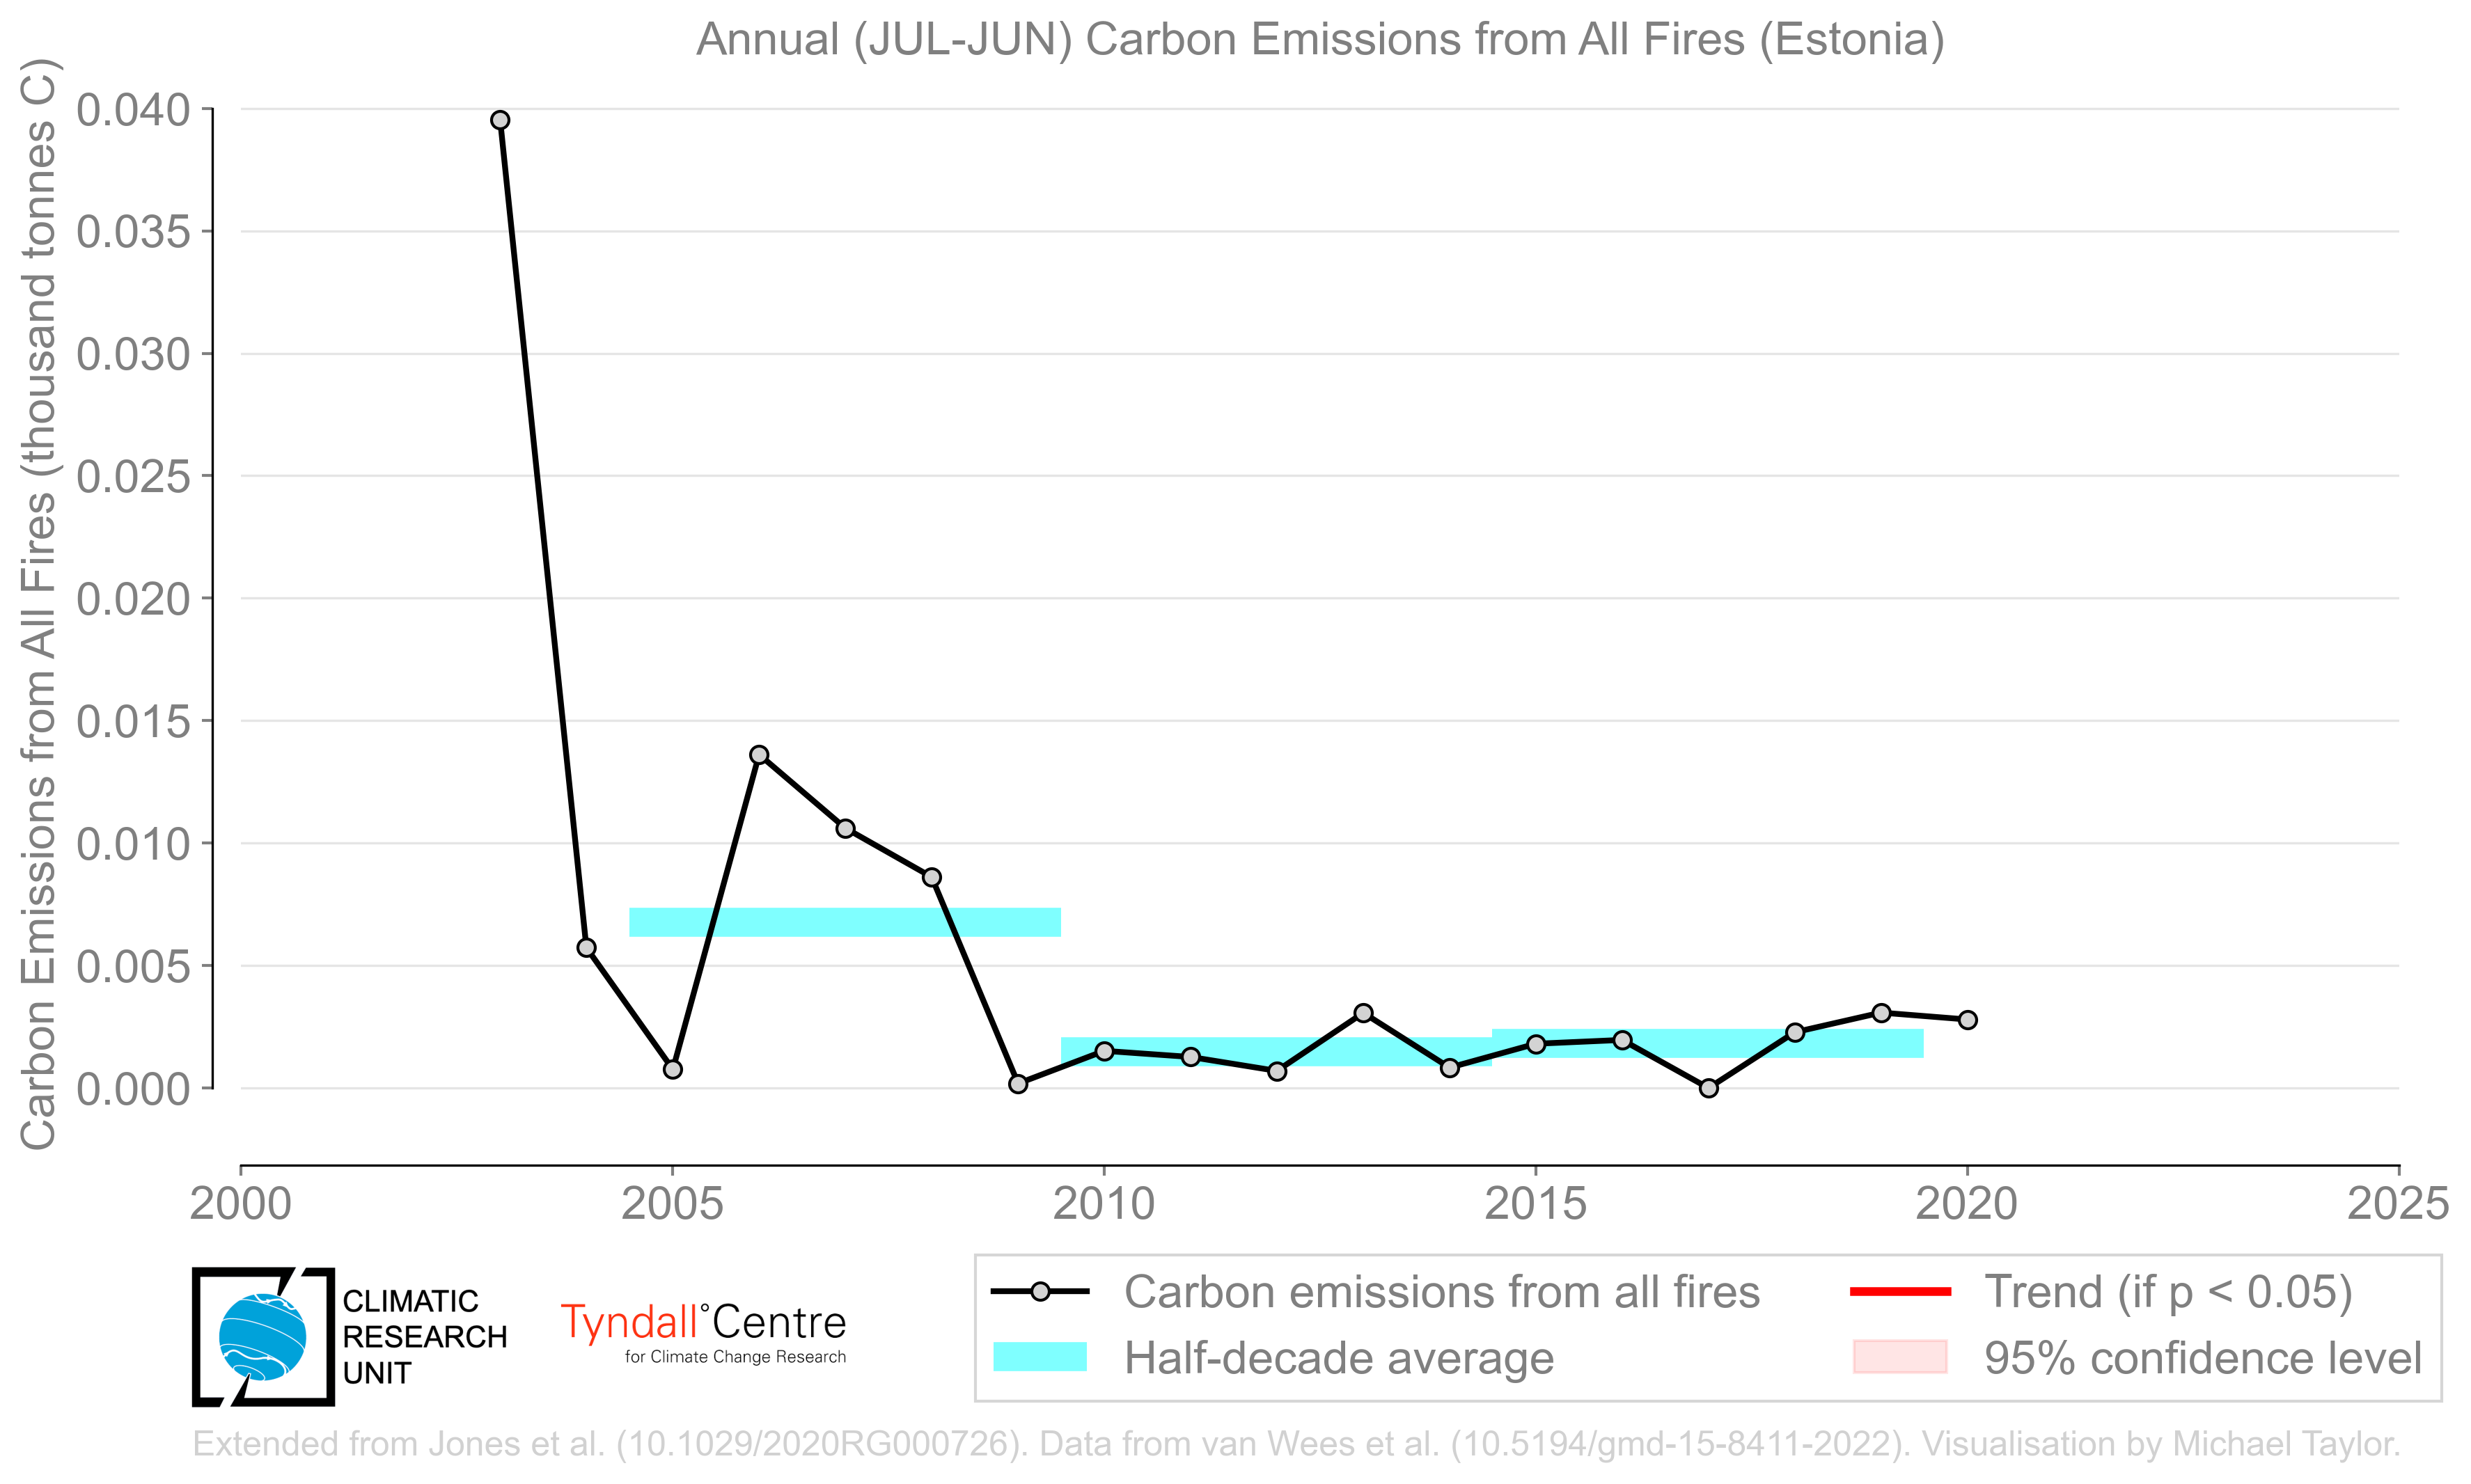 Annual (JUL-JUN) Carbon Emissions from All Fires (Estonia)
Carbon Emissions from All Fires (thousand tonnes C)
0.040
0.035
0.030
0.025
0.020
0.015
0.010
0.005
0.000
2000
2005
2010
2015
2020
2025
CLIMATIC
RESEARCH
UNIT
Tyndall°Centre
for Climate Change Research
Carbon emissions from all fires
Half-decade average
Trend (if p < 0.05)
95% confidence level
Extended from Jones et al. (10.1029/2020RG000726). Data from van Wees et al. (10.5194/gmd-15-8411-2022). Visualisation by Michael Taylor.